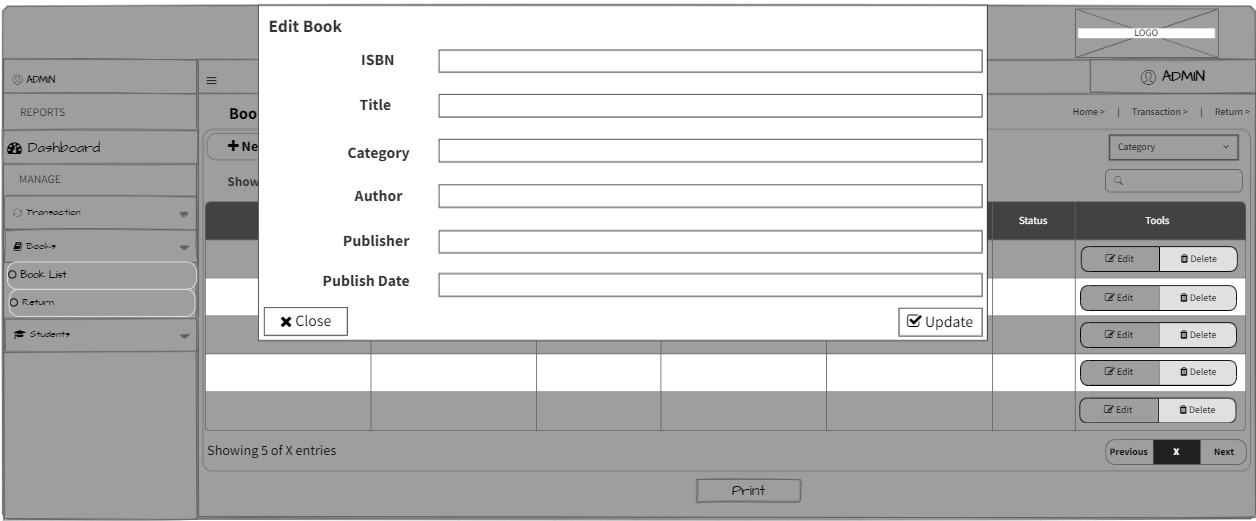 Edit Book
LOGO
ISBN
ADMIN
ADMIN
Title
REPORTS
Boo
Home > | Transaction > | Return >
Dashboard
Ne
Category
Category
MANAGE
Show
Author
Transaction
Status
Tools
Publisher
Books
Edit
Delete
Book List
Publish Date
Return
Edit
Delete
Close
Update
Students
Edit
Delete
Edit
Delete
Edit
Delete
Showing 5 of X entries
Previous
X
Next
Print